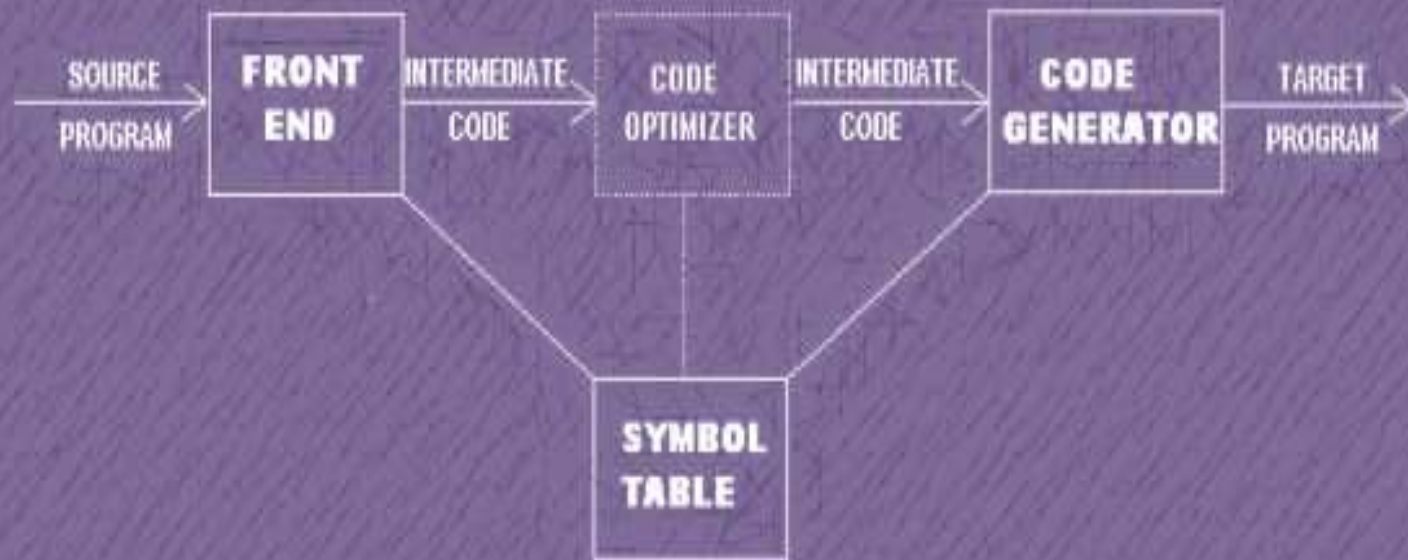 SOURCE
PROGRAM
FRONT
END
INTERMEDIATE
CODE
CODE
OPTIMIZER
INTERMEDIATE
CODE
CODE
GENERATOR
TARGET
PROGRAM
SYMBOL
TABLE